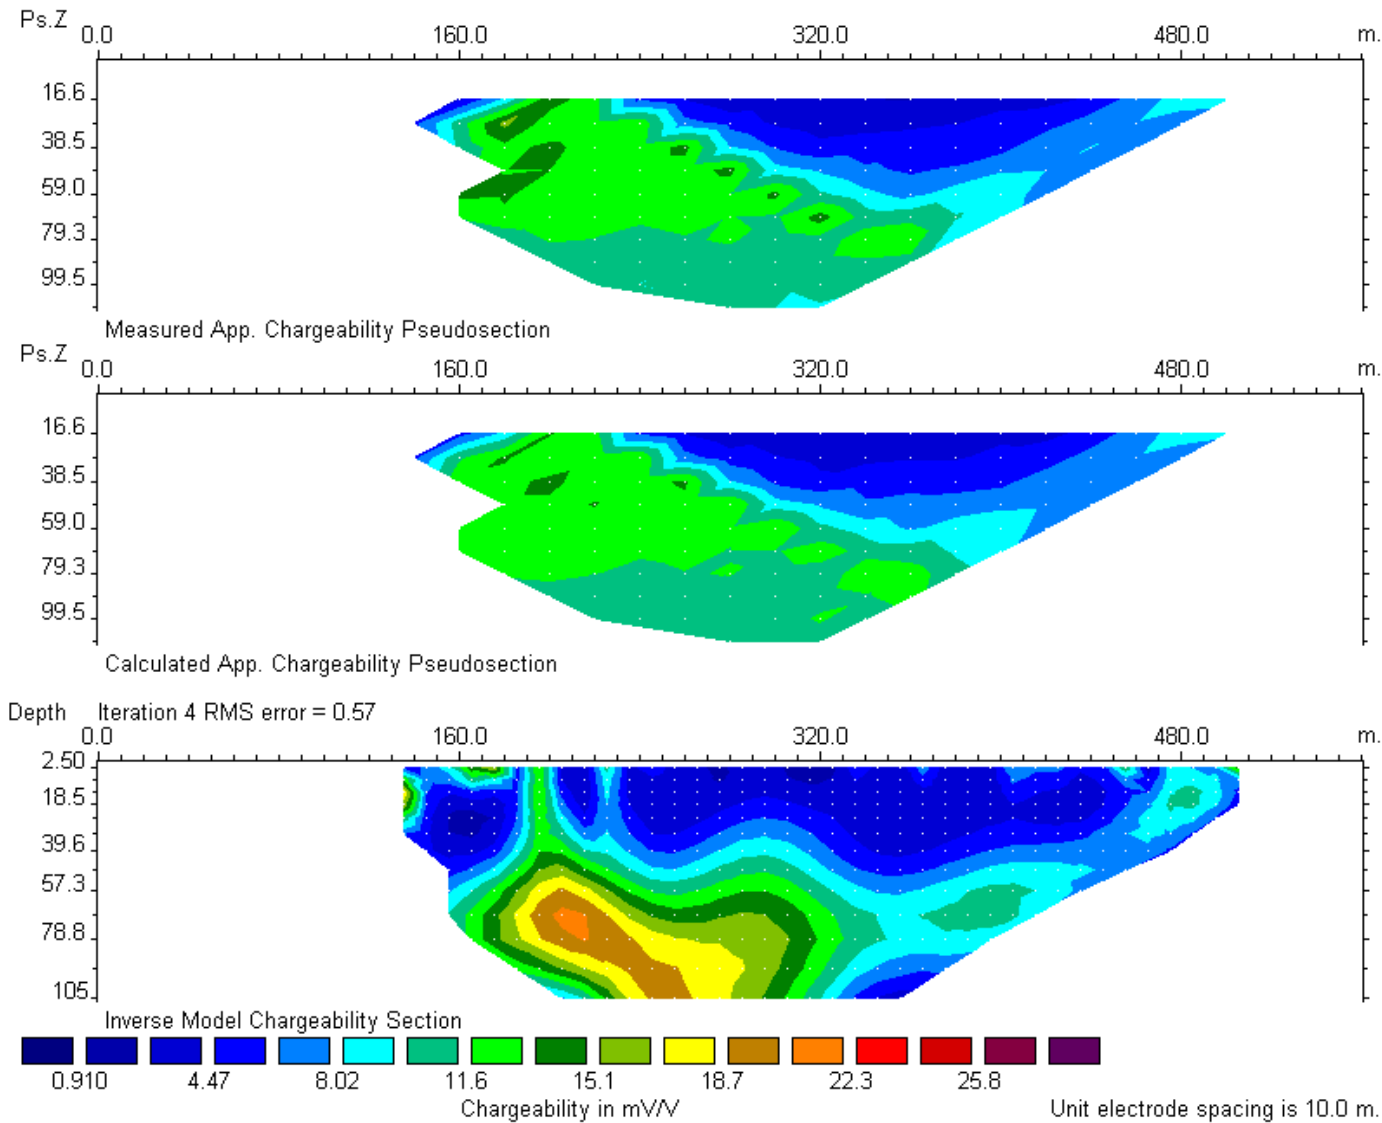 Ps.Z
0.0 160.0 320.0 480.0 m.
16.6
38.5
59.0
79.3
99.5
Measured App. Chargeability Pseudosection
Ps.Z
0.0 160.0 320.0 480.0 m.
16.6
38.5
59.0
79.3
99.5
Calculated App. Chargeability Pseudosection
Depth Iteration 4 RMS error = 0.57
0.0 160.0 320.0 480.0 m.
2.50
18.5
39.6
57.3
78.8
105.
Inverse Model Chargeability Section
0.910 4.47 8.02 11.6 15.1 18.7 22.3 25.8
Chargeability in mV/V Unit electrode spacing is 10.0 m.